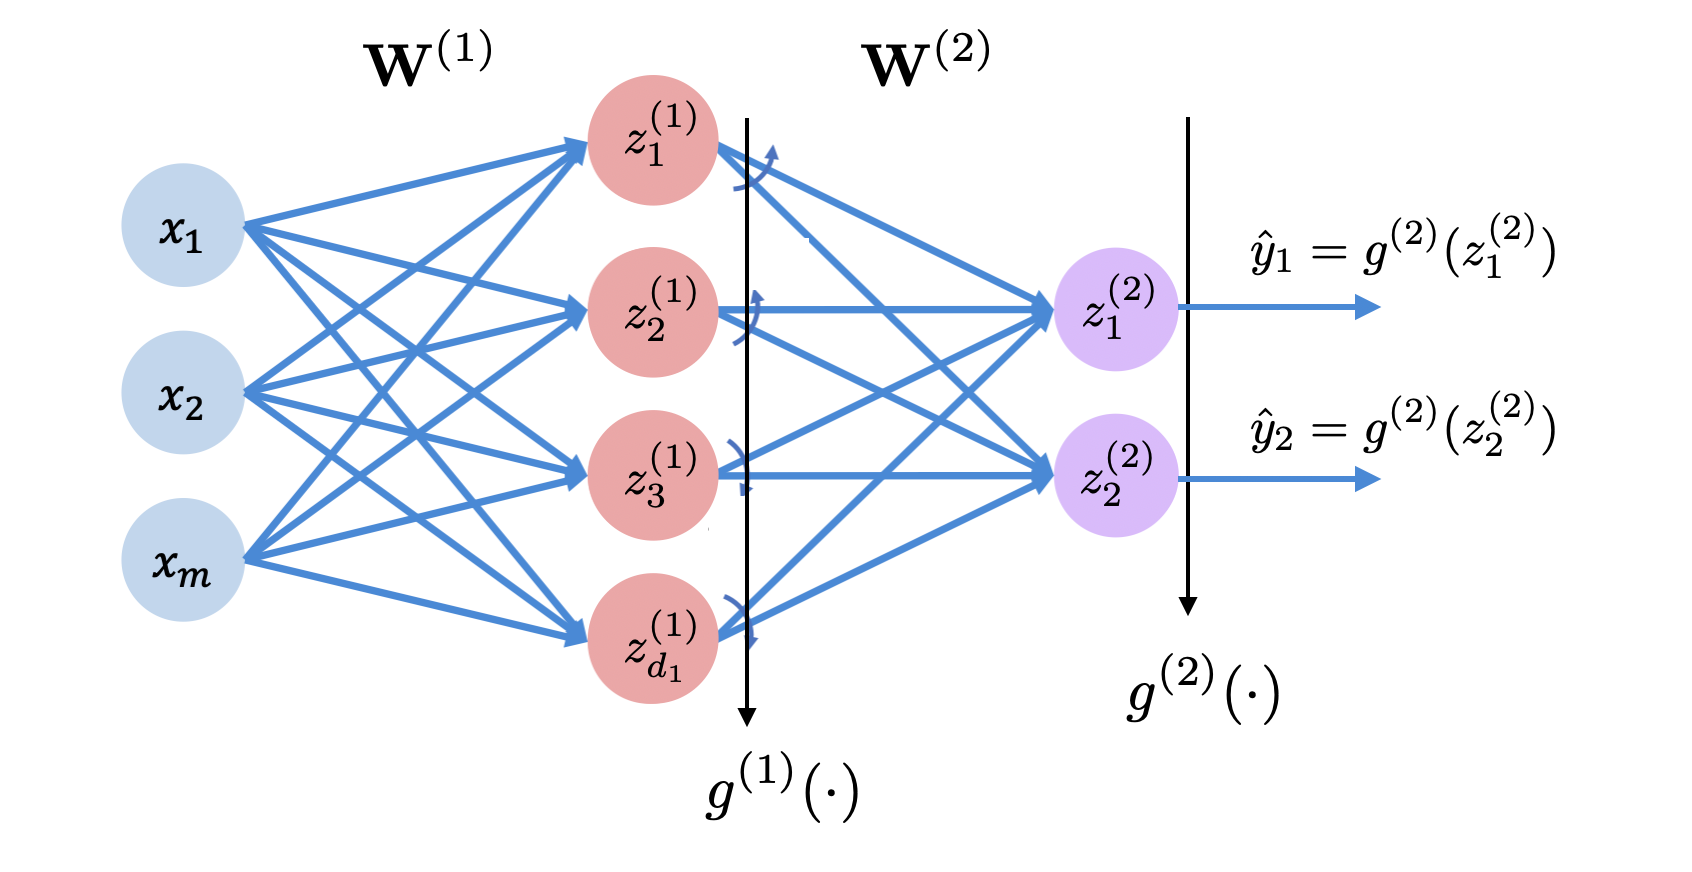 W^(1)
W^(2)
x_1
x_2
x_m
z_1^(1)
z_2^(1)
z_3^(1)
z_{d_1}^(1)
z_1^(2)
z_2^(2)
ŷ_1 = g^(2)(z_1^(2))
ŷ_2 = g^(2)(z_2^(2))
g^(1)(·)
g^(2)(·)